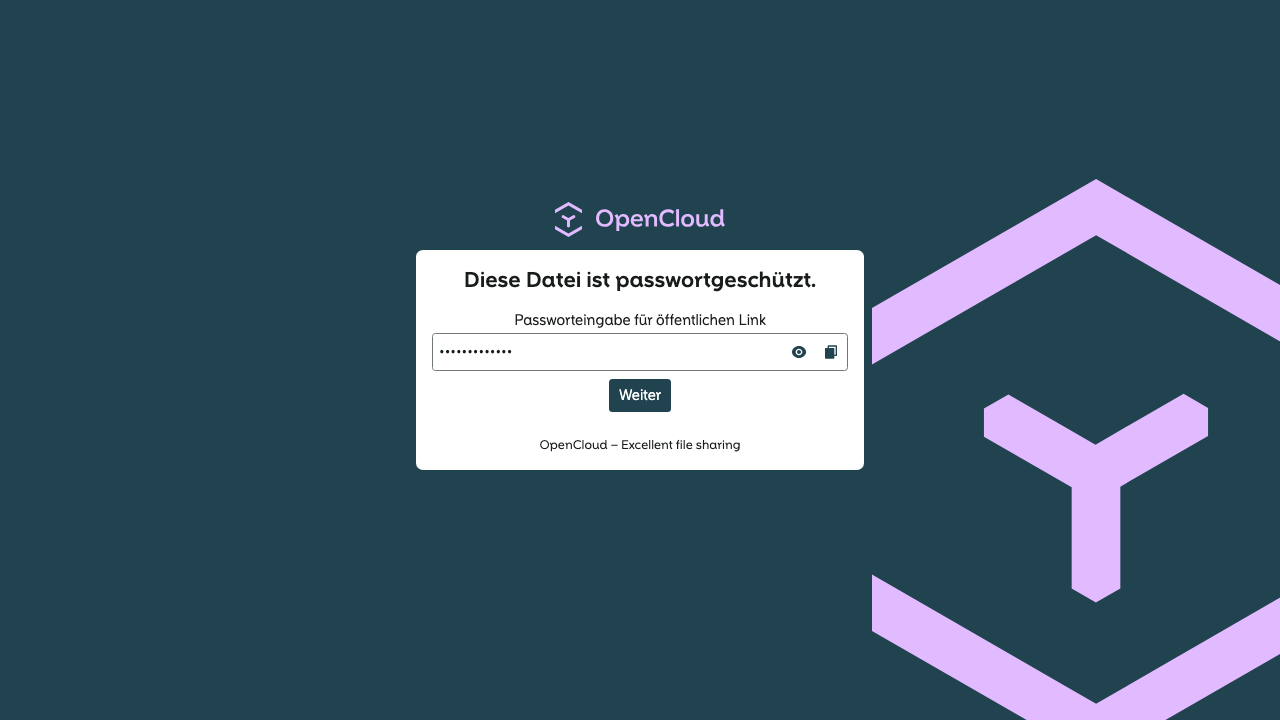 OpenCloud
Diese Datei ist passwortgeschützt.
Passworteingabe für öffentlichen Link
•••••••••••••
Weiter
OpenCloud – Excellent file sharing